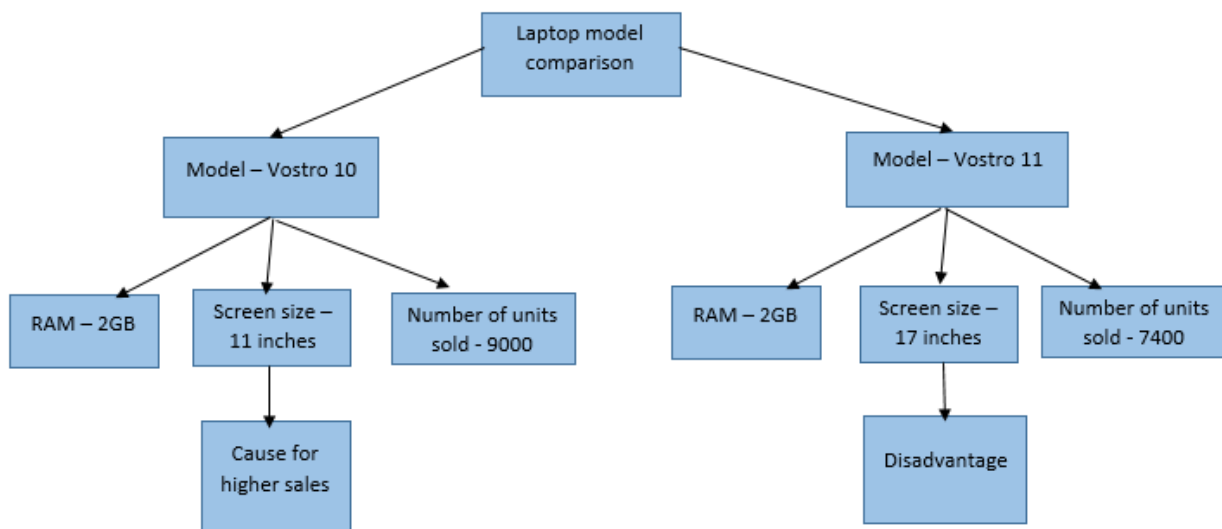 Laptop model
comparison
Model – Vostro 10
Model – Vostro 11
RAM – 2GB
Screen size –
11 inches
Number of units
sold - 9000
RAM – 2GB
Screen size –
17 inches
Number of units
sold - 7400
Cause for
higher sales
Disadvantage